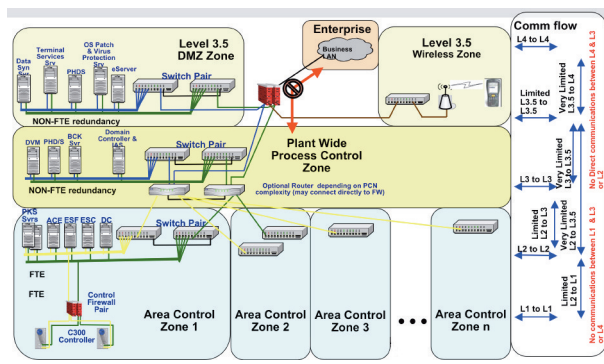 Level 3.5
DMZ Zone
Data
Syn
Srv
Terminal
Services
Srv
PHDS
OS Patch
& Virus
Protection
Srv
eServer
Switch Pair
NON-FTE redundancy
Enterprise
Business
LAN
Level 3.5
Wireless Zone
Plant Wide
Process Control
Zone
DVM
PHD/S
BCK
Svr
Domain
Controller &
IAS
Switch Pair
NON-FTE redundancy
Optional Router depending on PCN
complexity (may connect directly to FW)
PKS
Svrs
ACE
ESF
ESC
DC
Switch Pair
FTE
FTE
Control
Firewall
Pair
C300
Controller
Area Control
Zone 1
Area Control
Zone 2
Area Control
Zone 3
Area Control
Zone n
Comm flow
L4 to L4
Very Limited
L3.5 to L4
Limited
L3.5 to
L3.5
No Direct communications between L4 & L3
or L2
Very Limited
L3 to L3.5
L3 to L3
Limited
L2 to L3
Very Limited
L2 to L3.5
L2 to L2
Limited
L2 to L1
L1 to L1
No communications between L1 & L3
or L4